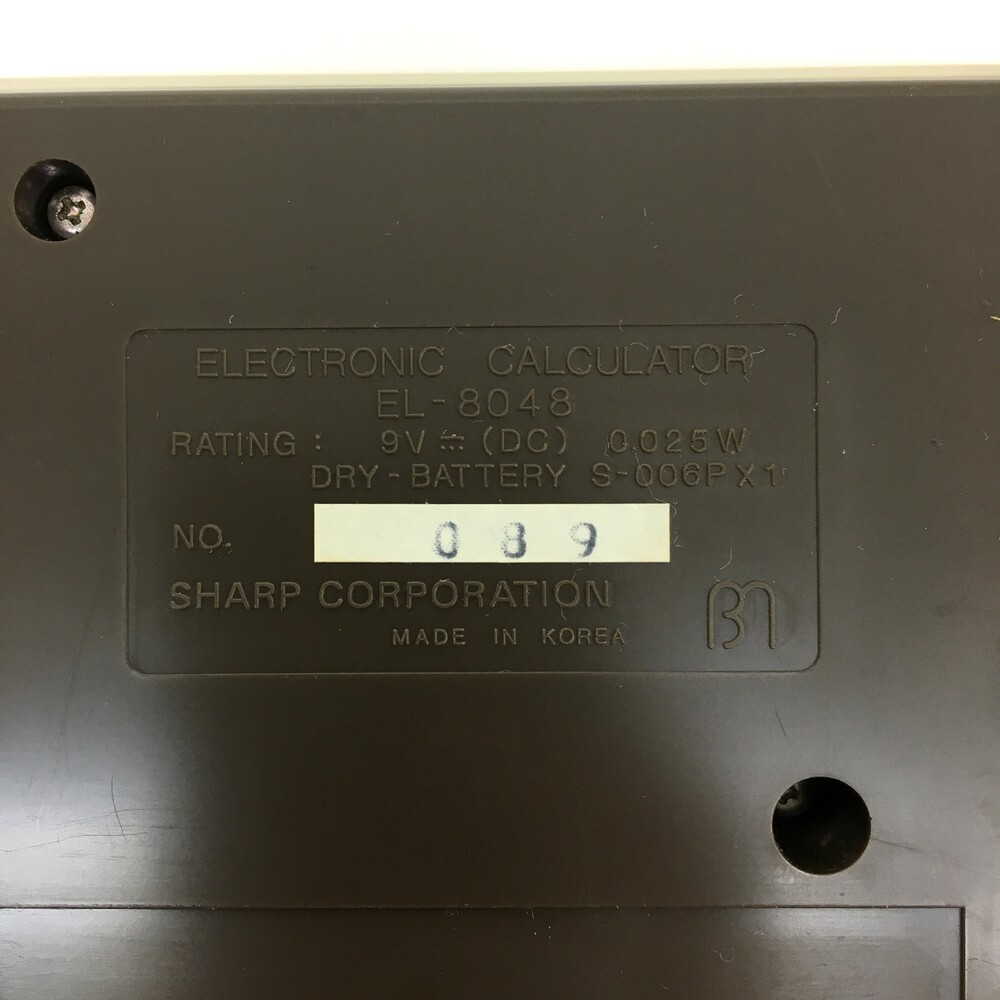 ELECTRONIC CALCULATOR
EL-8048
RATING : 9V ⎓ (DC) 0.025W
DRY-BATTERY S-006P X1
NO. 089
SHARP CORPORATION
MADE IN KOREA